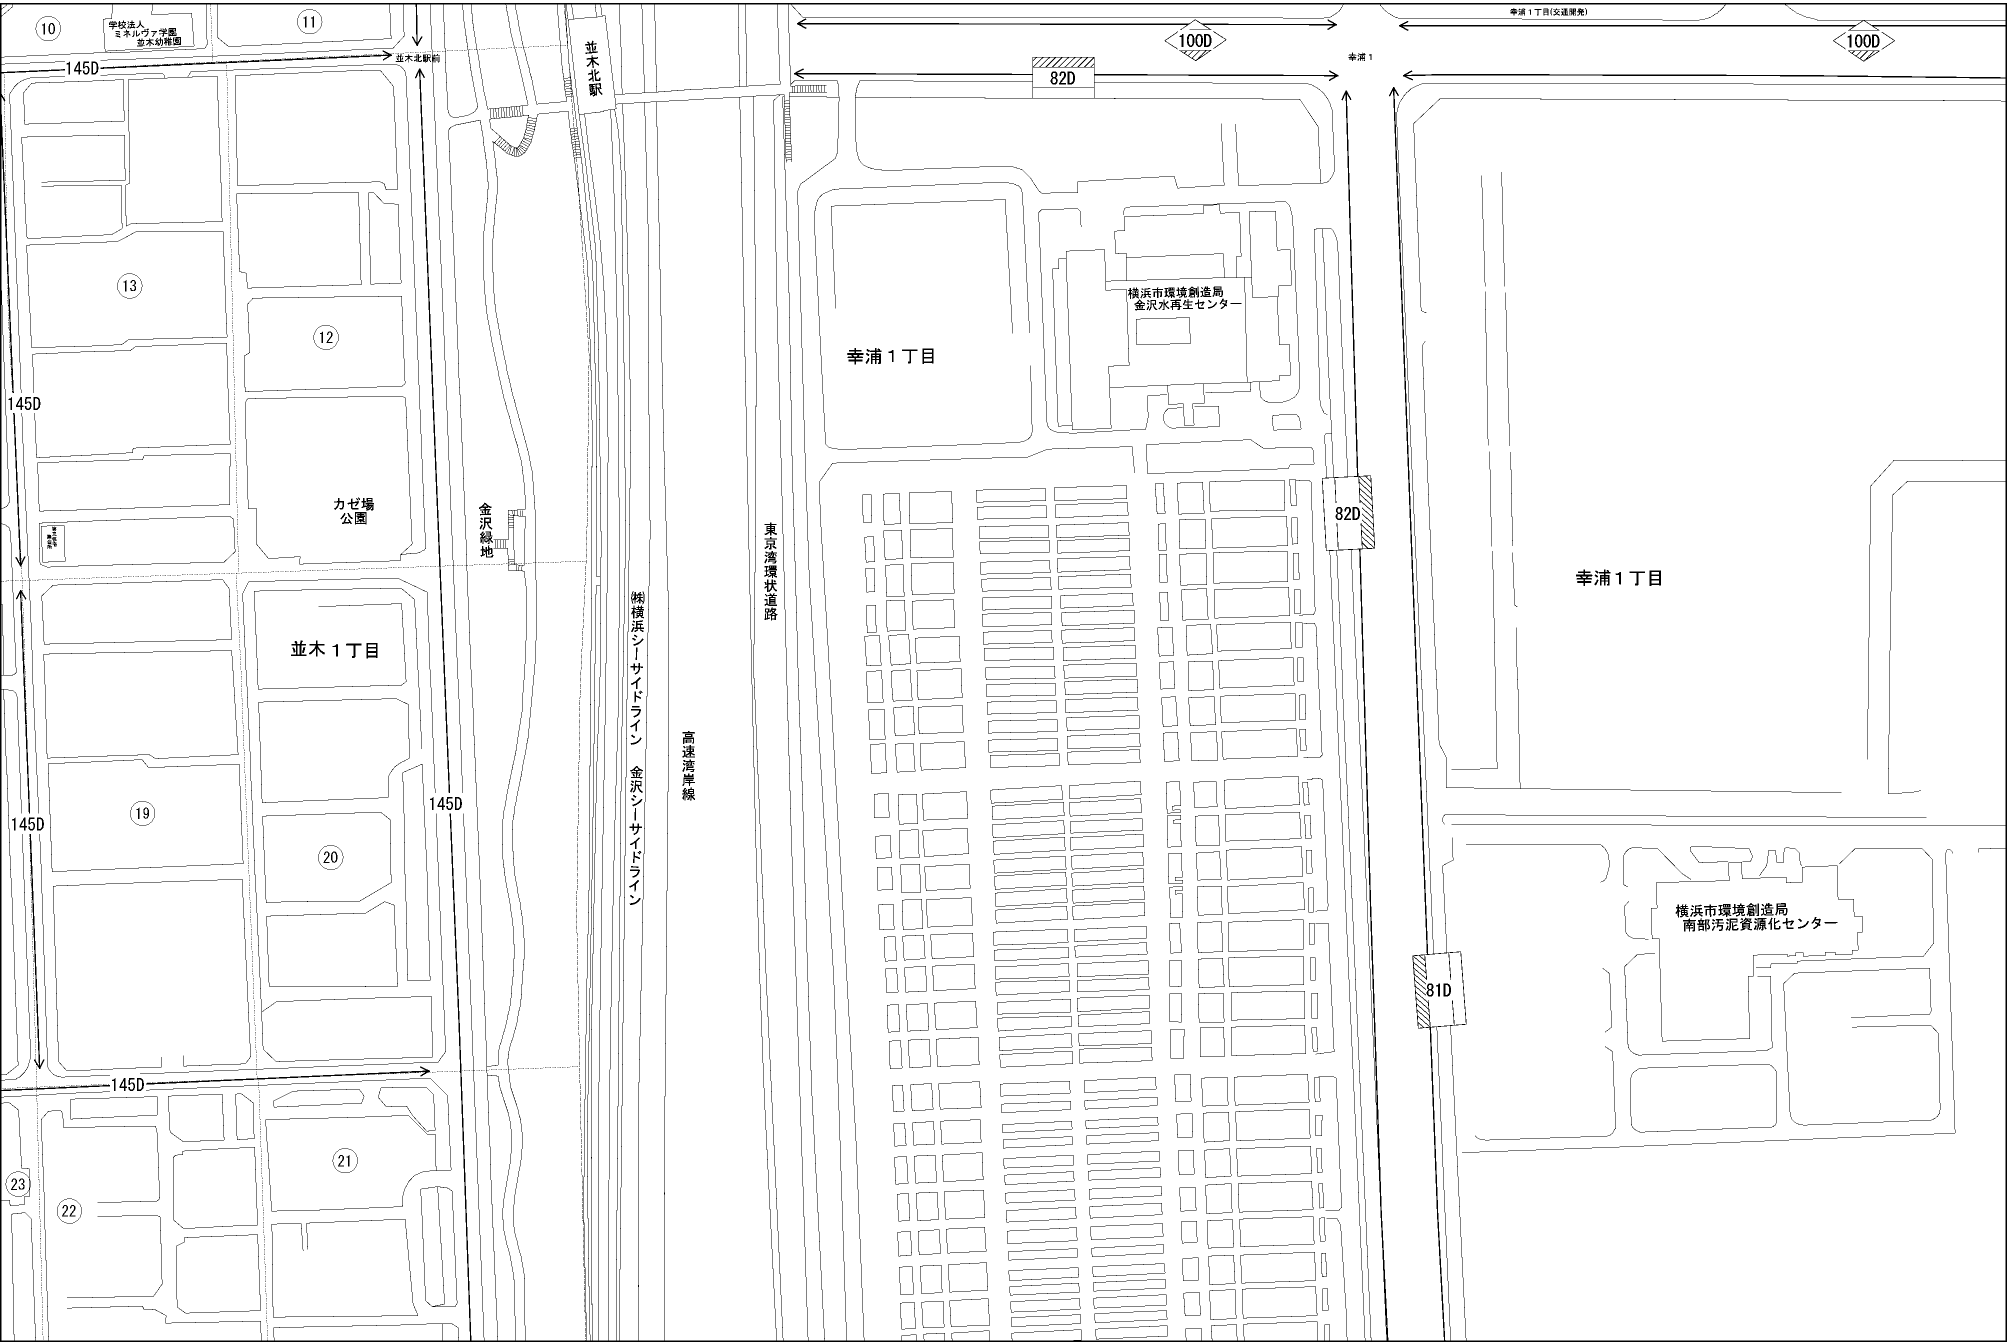 ⑩
学校法人
ミネルヴァ学園
並木幼稚園
⑪
145D
並木北駅前
並木北駅
100D
幸浦1丁目(交通開発)
幸浦1
100D
82D
⑬
⑫
145D
横浜市環境創造局
金沢水再生センター
幸浦1丁目
カゼ場
公園
金沢緑地
東京湾環状道路
82D
幸浦1丁目
並木1丁目
㈱横浜シーサイドライン 金沢シーサイドライン
高速湾岸線
⑲
145D
145D
⑳
横浜市環境創造局
南部汚泥資源化センター
81D
145D
㉑
㉓
㉒